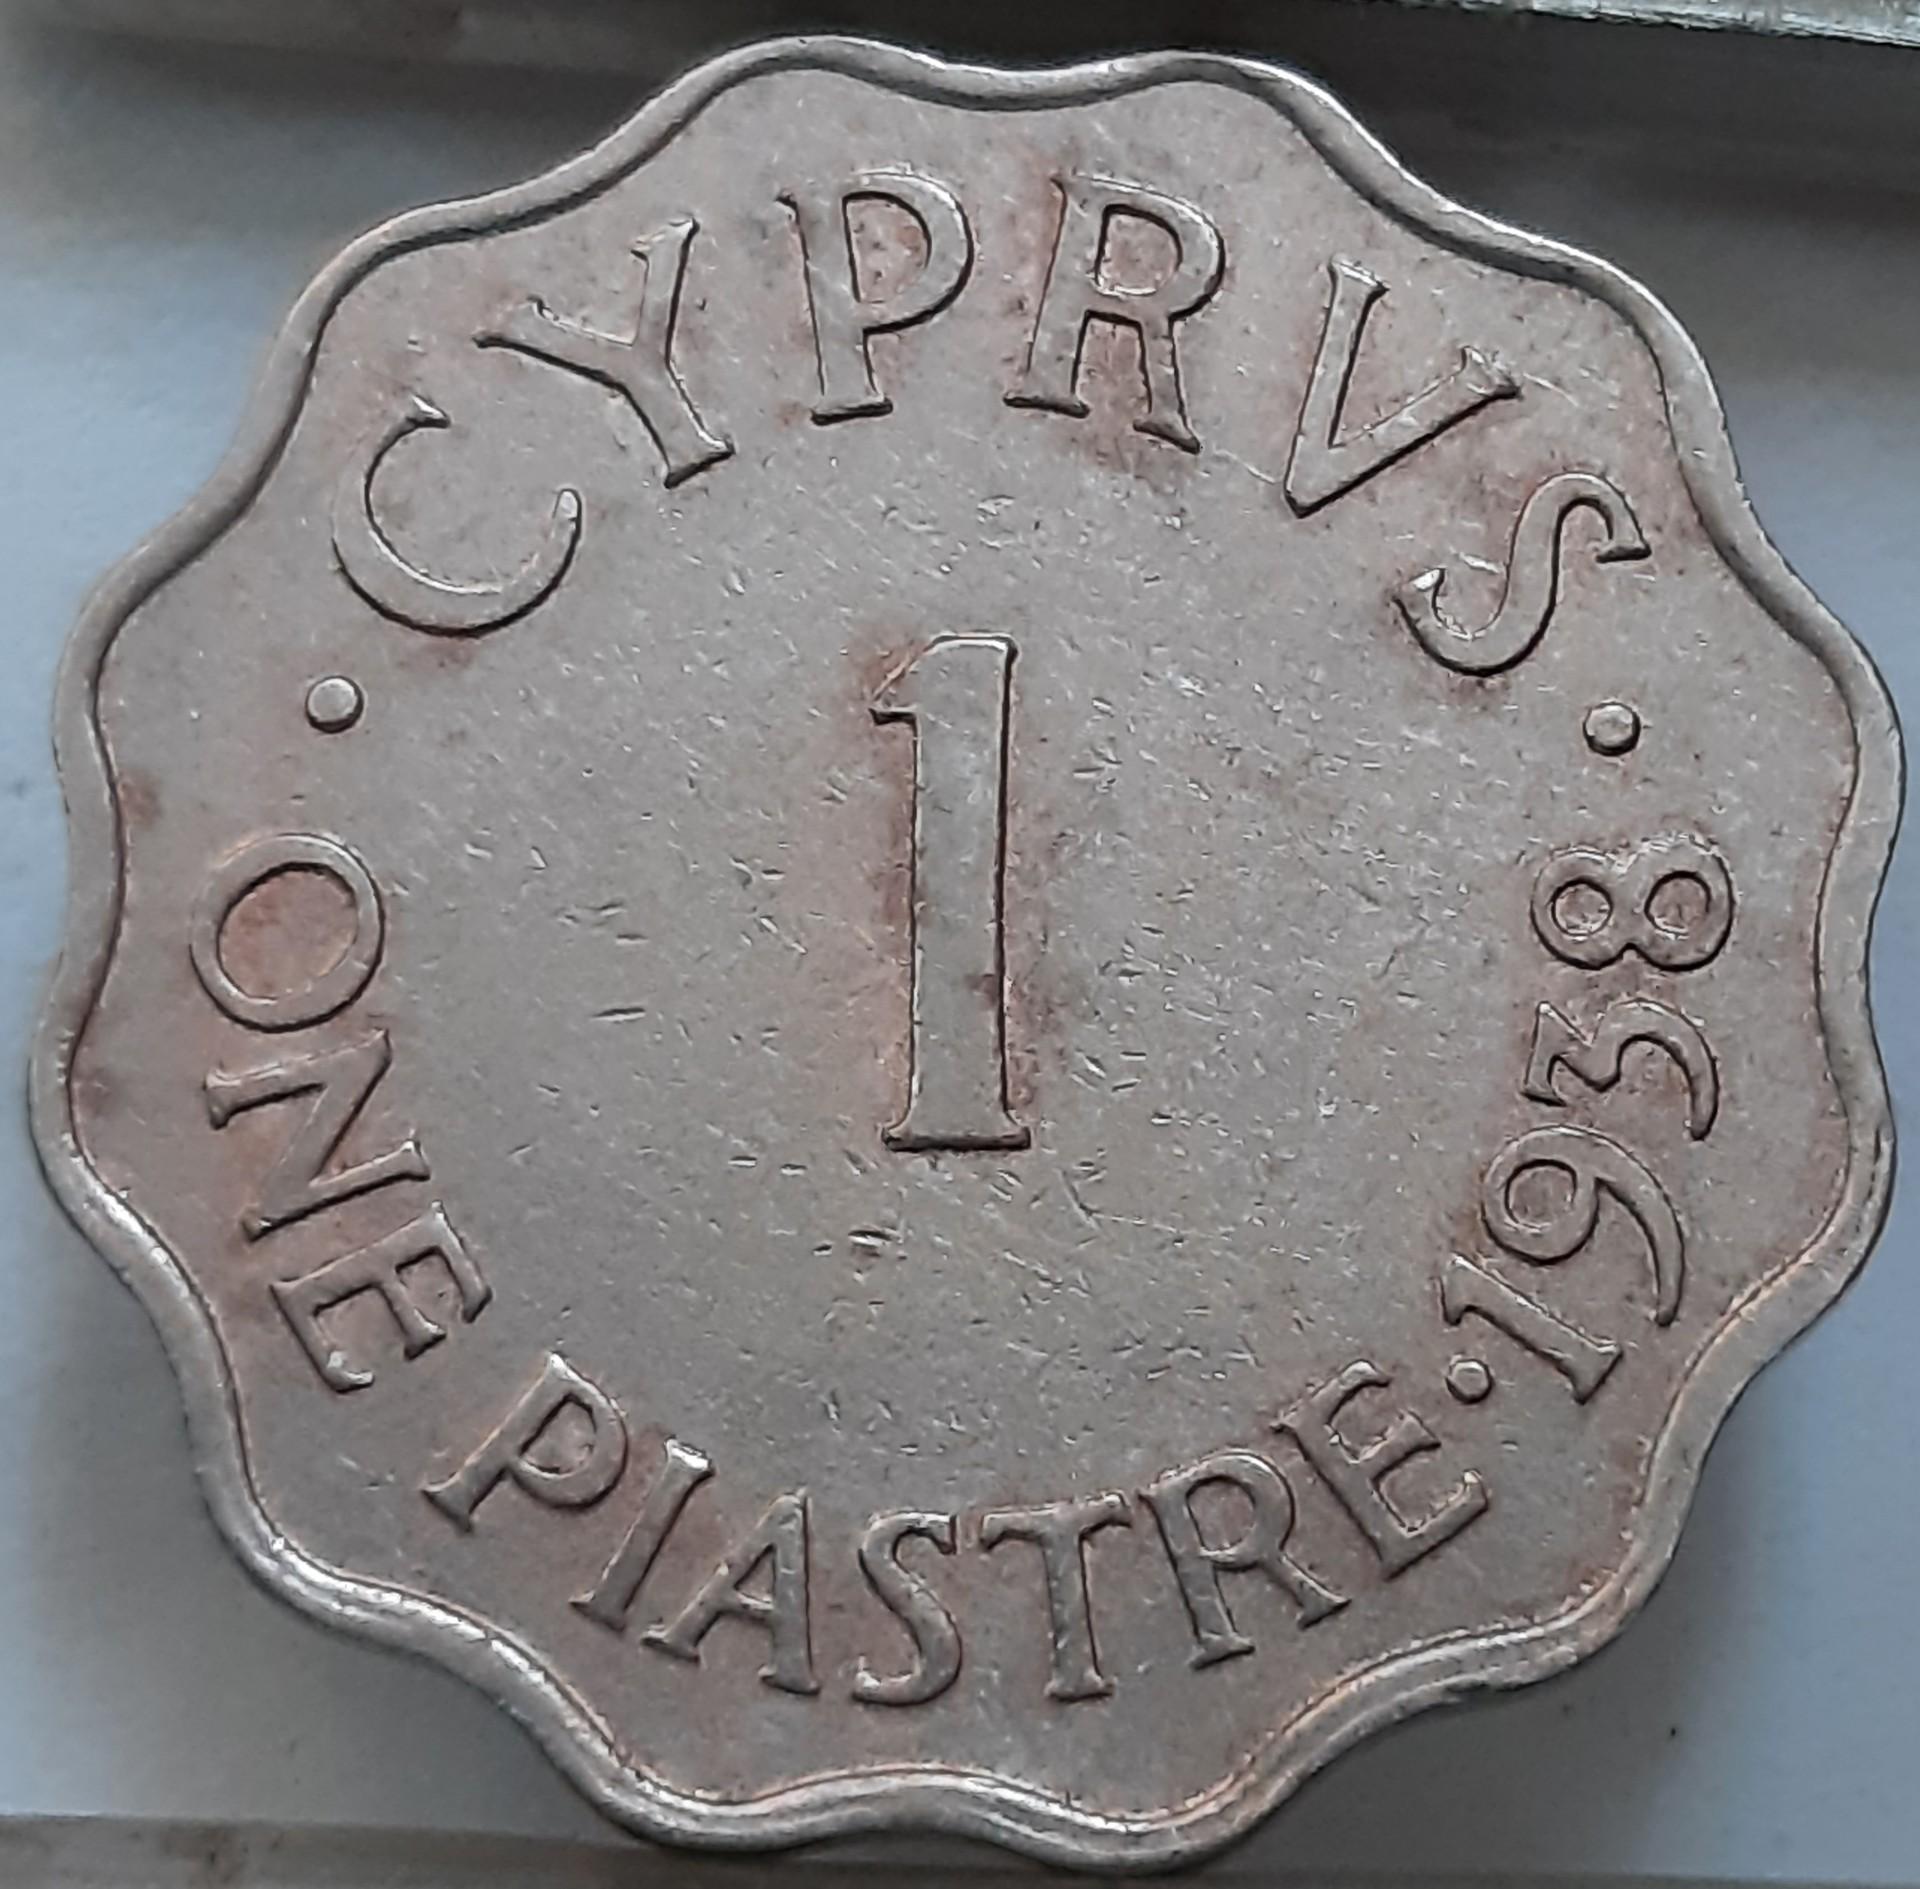 · CYPRVS ·
1
ONE PIASTRE · 1938